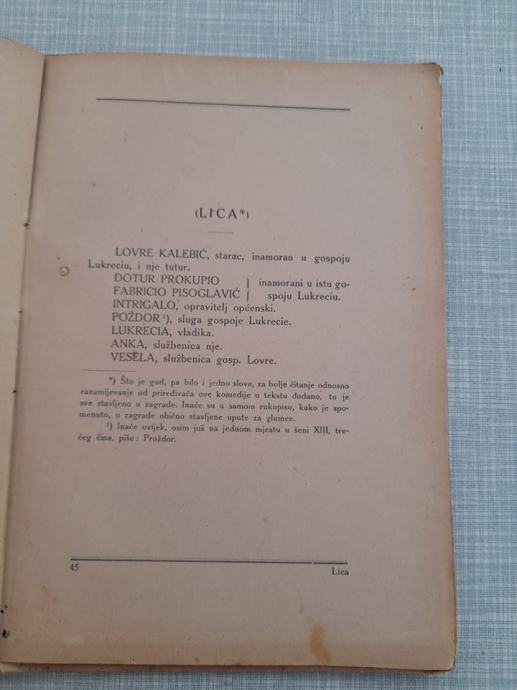 (LICA*)
LOVRE KALEBIĆ, starac, inamoran u gospoju
Lukreciu, i nje tutur.
DOTUR PROKUPIO } inamorani u istu go-
FABRICIO PISOGLAVIĆ } spoju Lukreciu.
INTRIGALO, opravitelj općenski.
POŽDOR ¹), sluga gospoje Lukrecie.
LUKRECIA, vladika.
ANKA, službenica nje.
VESELA, službenica gosp. Lovre.
*) Što je god, pa bilo i jedno slovo, za bolje čitanje odnosno
razumijevanje od priređivača ove komedije u tekstu dodano, to je
sve stavljeno u zagrade. Inače su u samom rukopisu, kako je spo-
menuto, u zagrade obično stavljene upute za glumce.
¹) Inače uvijek, osim još na jednom mjestu u šeni XIII, tre-
ćeg čina, piše: Proždor.
45
Lica